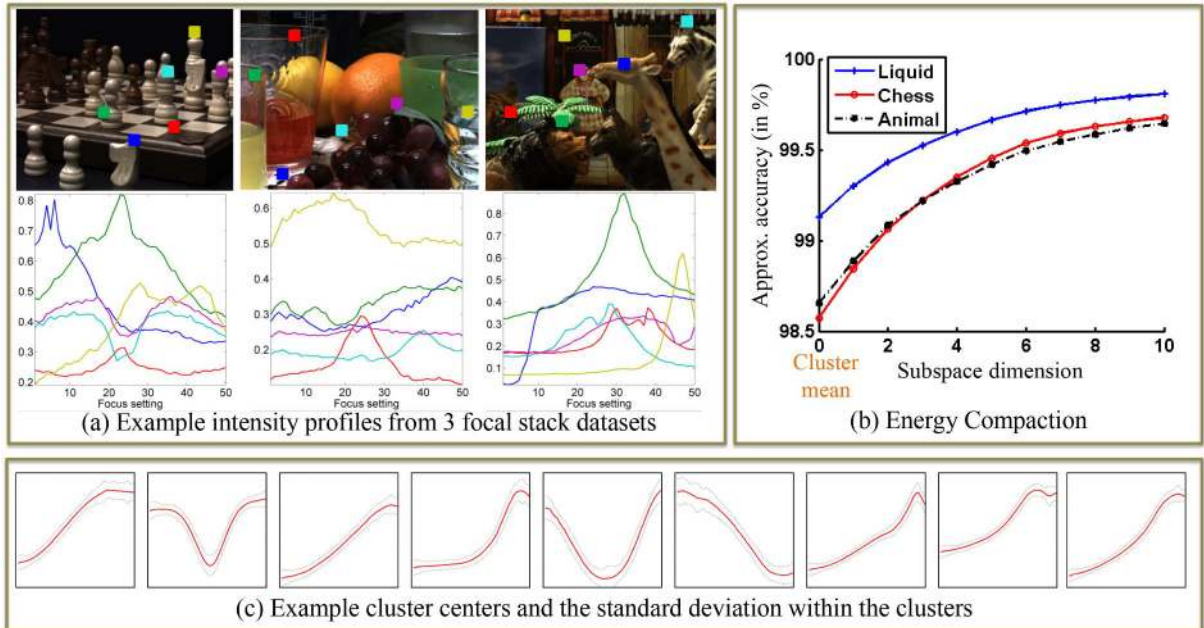 0.8
0.7
0.6
0.5
0.4
0.3
0.2
10 20 30 40 50
Focus setting
0.6
0.5
0.4
0.3
0.2
10 20 30 40 50
Focus setting
0.8
0.7
0.6
0.5
0.4
0.3
0.2
0.1
10 20 30 40 50
Focus setting
(a) Example intensity profiles from 3 focal stack datasets
Approx. accuracy (in %)
100
99.5
99
98.5
Liquid
Chess
Animal
0 2 4 6 8 10
Cluster
mean
Subspace dimension
(b) Energy Compaction
(c) Example cluster centers and the standard deviation within the clusters